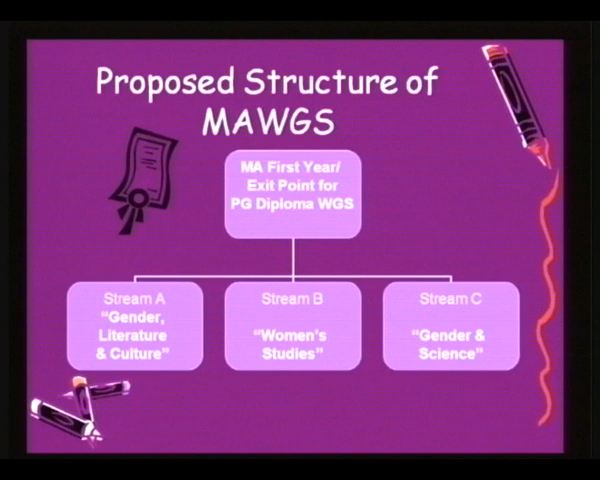 Proposed Structure of
MAWGS
MA First Year/
Exit Point for
PG Diploma WGS
Stream A
“Gender,
Literature
& Culture”
Stream B
“Women’s
Studies”
Stream C
“Gender &
Science”